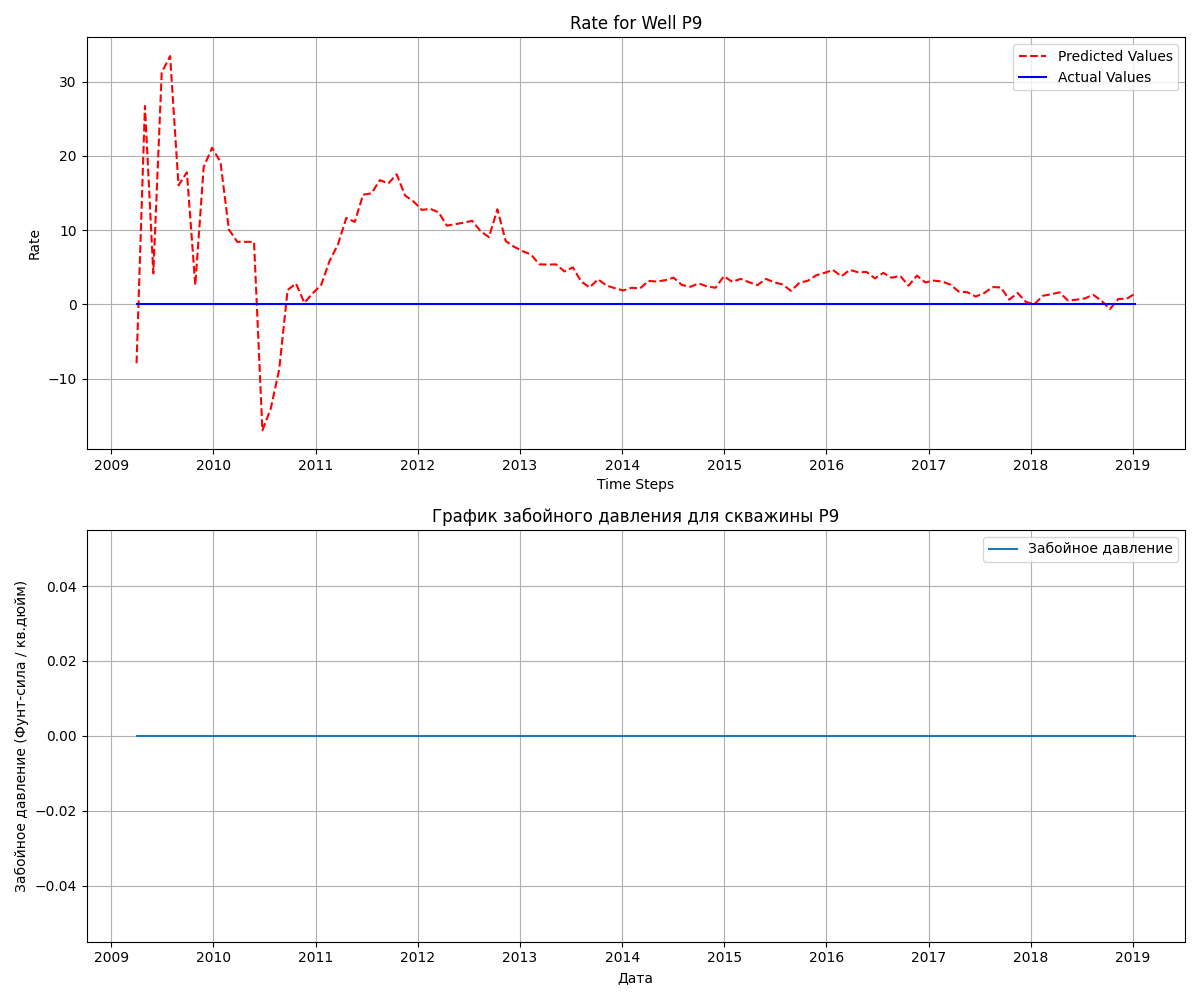 Rate for Well P9
Predicted Values
Actual Values
30
20
10
0
−10
Rate
2009 2010 2011 2012 2013 2014 2015 2016 2017 2018 2019
Time Steps
График забойного давления для скважины P9
Забойное давление
0.04
0.02
0.00
−0.02
−0.04
Забойное давление (Фунт-сила / кв.дюйм)
2009 2010 2011 2012 2013 2014 2015 2016 2017 2018 2019
Дата